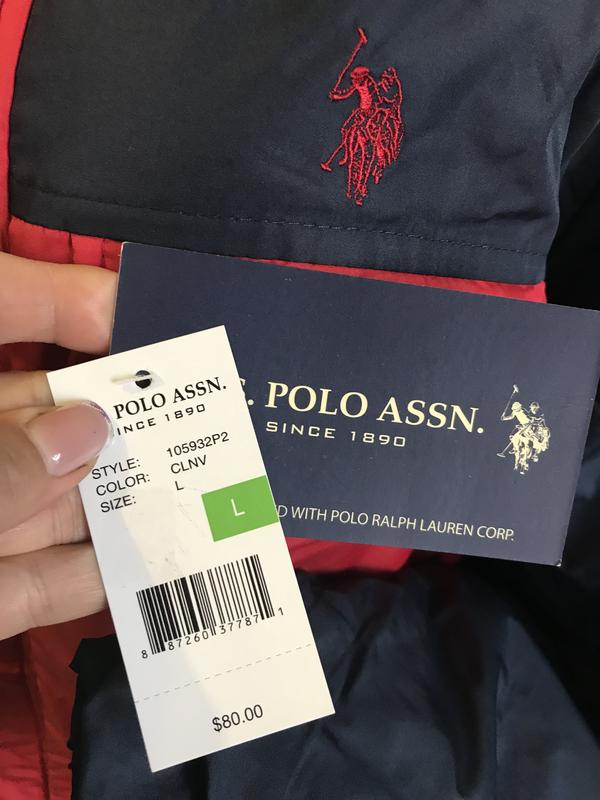 POLO ASSN.
SINCE 1890
D WITH POLO RALPH LAUREN CORP.
POLO ASSN.
INCE 1890
STYLE: 105932P2
COLOR: CLNV
SIZE: L
L
8 87260 37787 1
$80.00